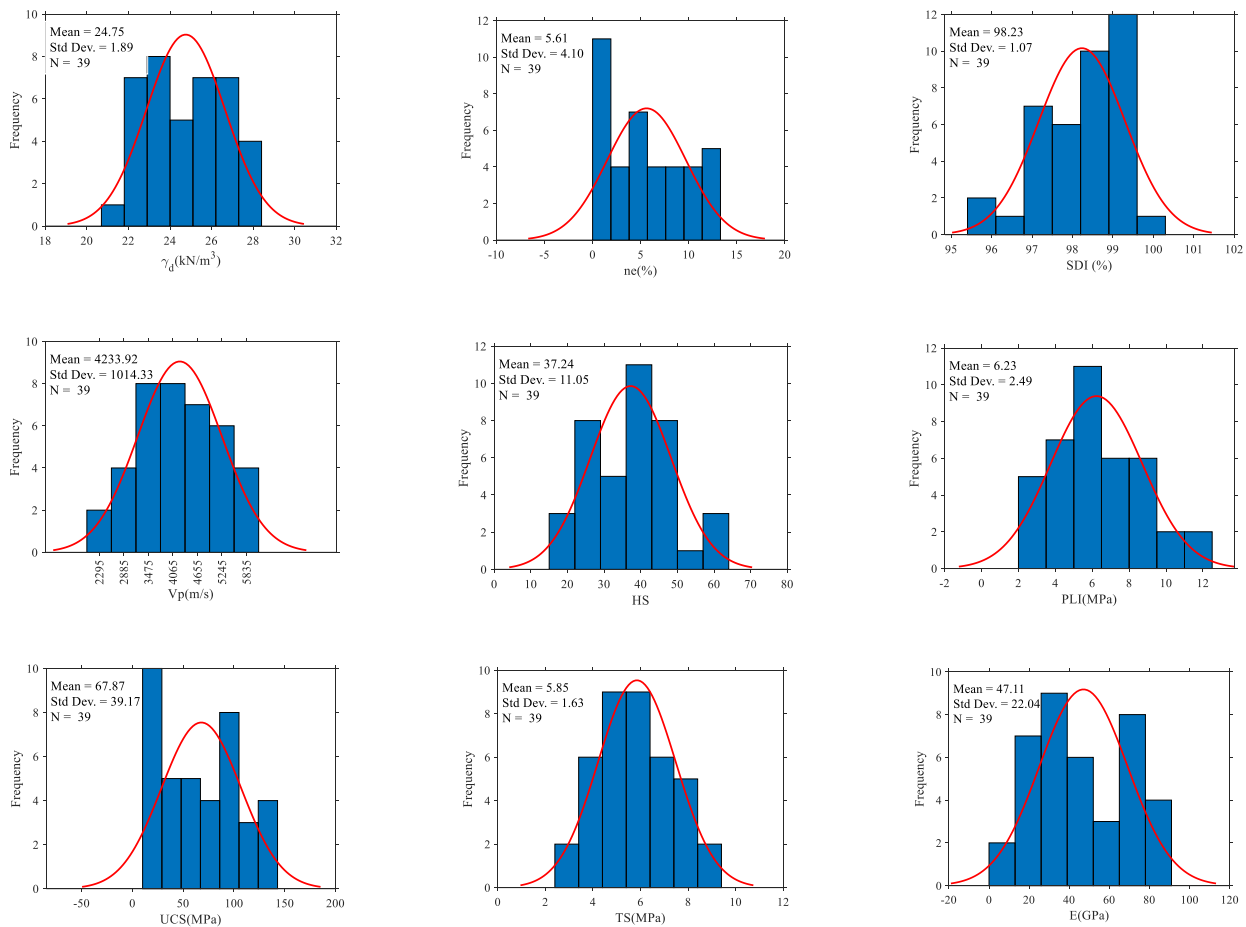 10
8
6
4
2
0
Frequency
Mean = 24.75
Std Dev. = 1.89
N = 39
18 20 22 24 26 28 30 32
γd(kN/m³)
12
10
8
6
4
2
0
Frequency
Mean = 5.61
Std Dev. = 4.10
N = 39
-10 -5 0 5 10 15 20
ne(%)
12
10
8
6
4
2
0
Frequency
Mean = 98.23
Std Dev. = 1.07
N = 39
95 96 97 98 99 100 101 102
SDI (%)
10
8
6
4
2
0
Frequency
Mean = 4233.92
Std Dev. = 1014.33
N = 39
2295 2885 3475 4065 4655 5245 5835
Vp(m/s)
12
10
8
6
4
2
0
Frequency
Mean = 37.24
Std Dev. = 11.05
N = 39
0 20 30 40 50 60 70 80
HS
12
10
8
6
4
2
0
Frequency
Mean = 6.23
Std Dev. = 2.49
N = 39
-2 0 2 4 6 8 10 12
PLI(MPa)
10
8
6
4
2
0
Frequency
Mean = 67.87
Std Dev. = 39.17
N = 39
-50 0 50 100 150 200
UCS(MPa)
10
8
6
4
2
0
Frequency
Mean = 5.85
Std Dev. = 1.63
N = 39
0 2 4 6 8 10 12
TS(MPa)
10
8
6
4
2
0
Frequency
Mean = 47.11
Std Dev. = 22.04
N = 39
-20 0 20 40 60 80 100 120
E(GPa)